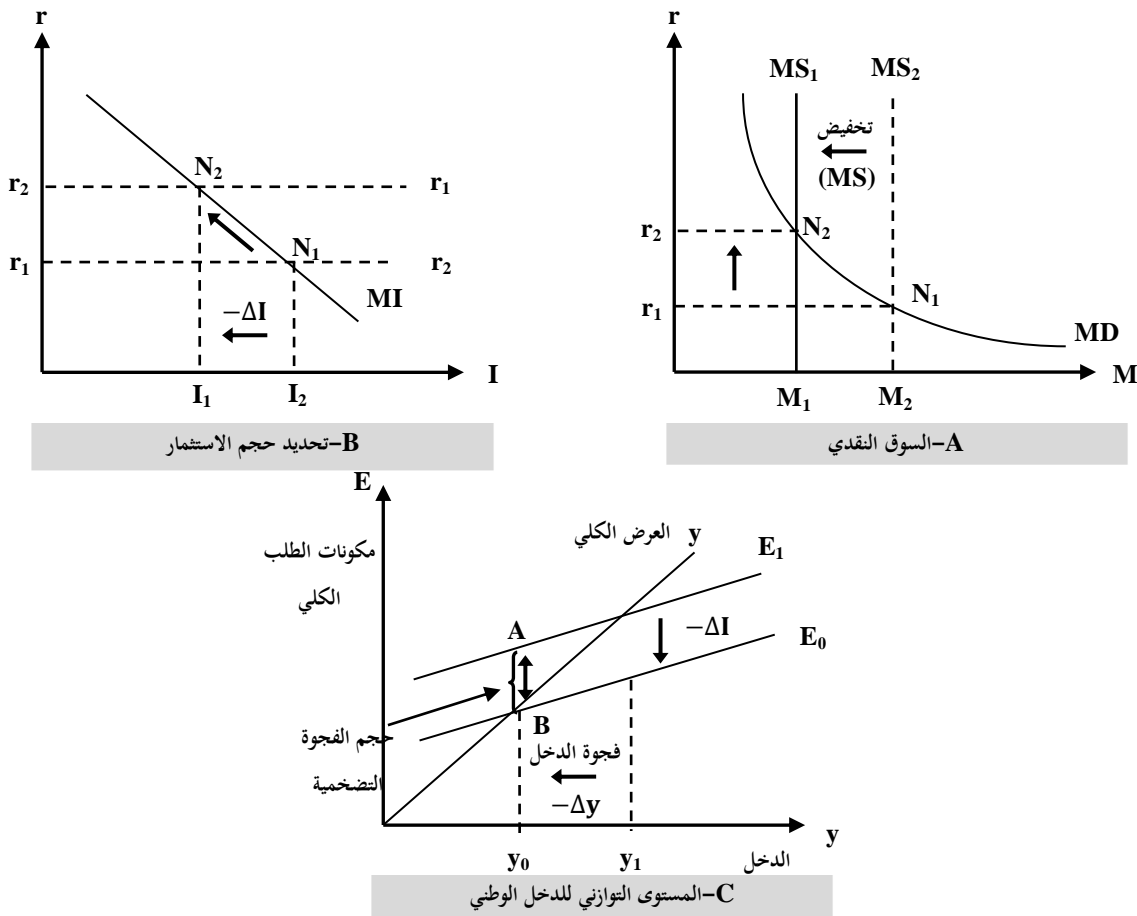 r
N₂
r₂
r₁
N₁
r₁
r₂
MI
−ΔI
I
I₁
I₂
B–تحديد حجم الاستثمار
r
MS₁
MS₂
تخفيض
(MS)
r₂
N₂
r₁
N₁
MD
M
M₁
M₂
A–السوق النقدي
E
العرض الكلي
y
مكونات الطلب
الكلي
E₁
A
−ΔI
E₀
B
حجم الفجوة
التضخمية
فجوة الدخل
−Δy
y
y₀
y₁
الدخل
C–المستوى التوازني للدخل الوطني